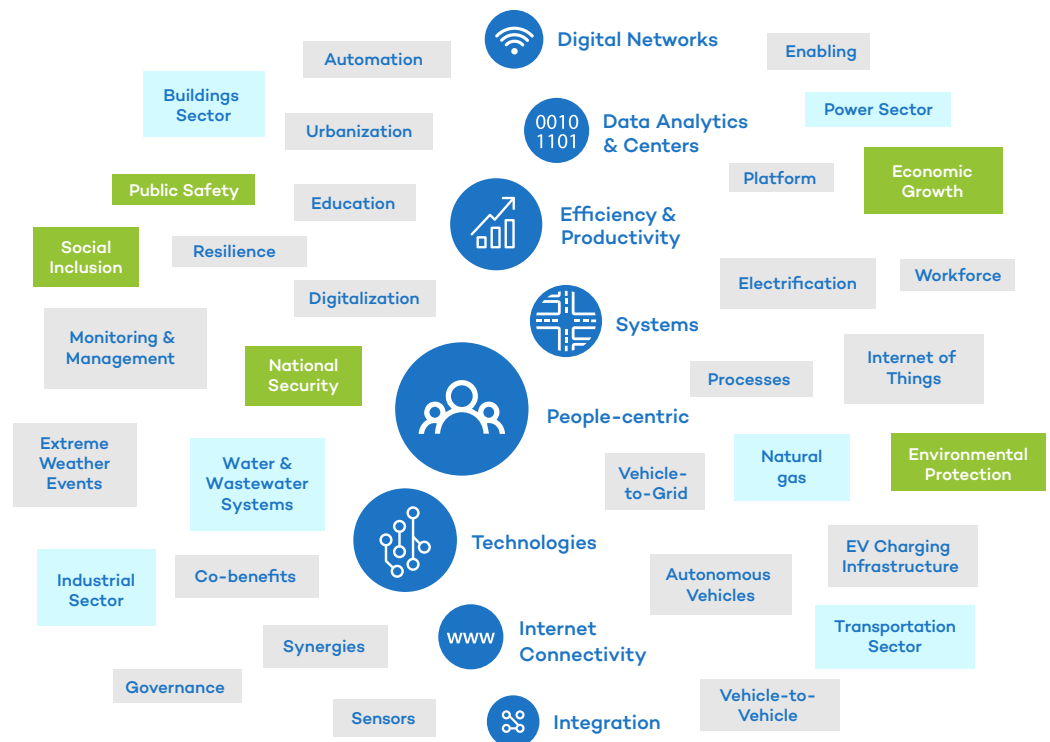 Digital Networks
Automation
Enabling
Buildings
Sector
Power Sector
0010
1101
Data Analytics
& Centers
Urbanization
Platform
Economic
Growth
Public Safety
Education
Efficiency &
Productivity
Social
Inclusion
Resilience
Electrification
Workforce
Digitalization
Systems
Monitoring &
Management
National
Security
Processes
Internet of
Things
People-centric
Extreme
Weather
Events
Water &
Wastewater
Systems
Vehicle-
to-Grid
Natural
gas
Environmental
Protection
Technologies
EV Charging
Infrastructure
Industrial
Sector
Co-benefits
Autonomous
Vehicles
www
Internet
Connectivity
Transportation
Sector
Synergies
Governance
Sensors
Integration
Vehicle-to-
Vehicle